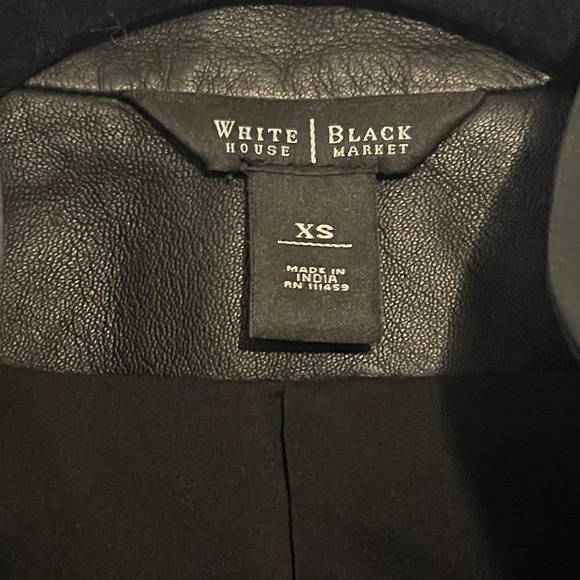 WHITE HOUSE | BLACK MARKET
XS
MADE IN
INDIA
RN 111459